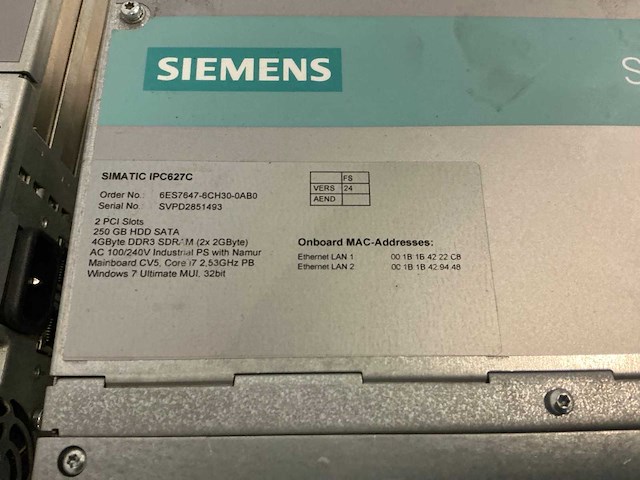 SIEMENS
S
SIMATIC IPC627C
Order No.: 6ES7647-6CH30-0AB0
Serial No.: SVPD2851493
FS
VERS 24
AEND
2 PCI Slots
250 GB HDD SATA
4GByte DDR3 SDRAM (2x 2GByte)
AC 100/240V Industrial PS with Namur
Mainboard CV5, Core i7 2,53GHz PB
Windows 7 Ultimate MUI, 32bit
Onboard MAC-Addresses:
Ethernet LAN 1 00 1B 1B 42 22 CB
Ethernet LAN 2 00 1B 1B 42.94.48